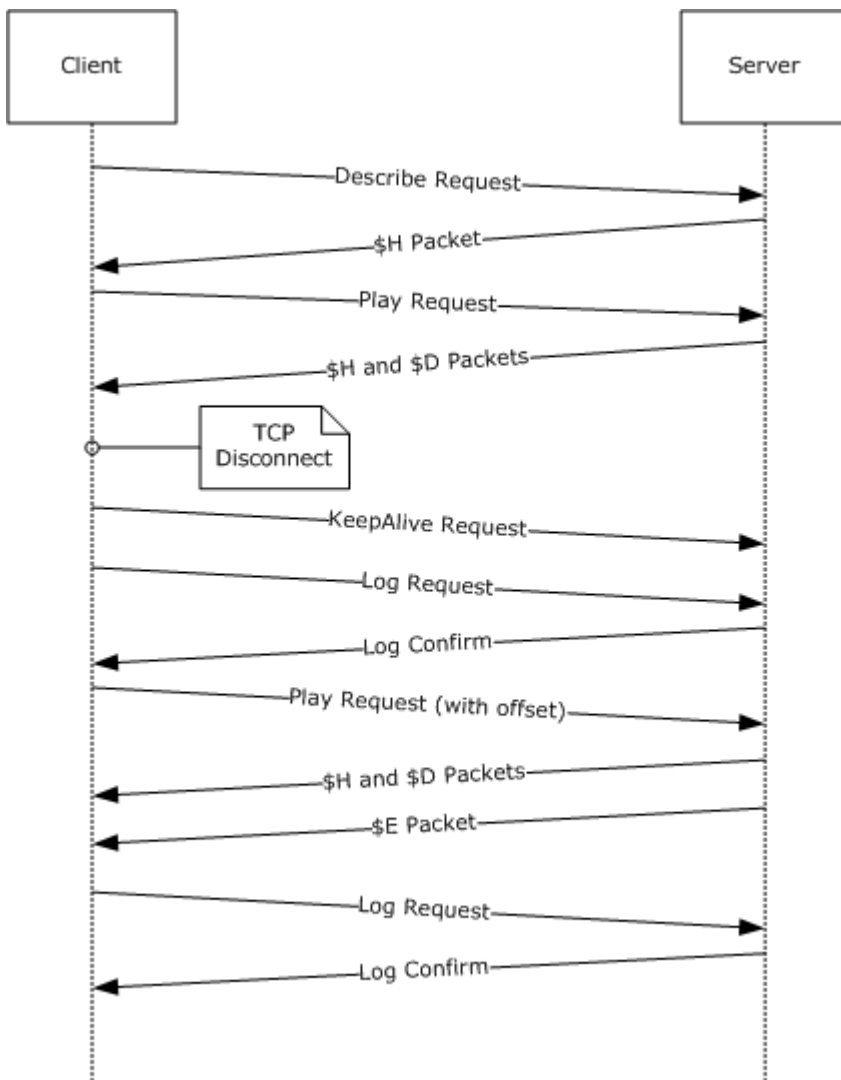 Client
Server
Describe Request
$H Packet
Play Request
$H and $D Packets
TCP
Disconnect
KeepAlive Request
Log Request
Log Confirm
Play Request (with offset)
$H and $D Packets
$E Packet
Log Request
Log Confirm